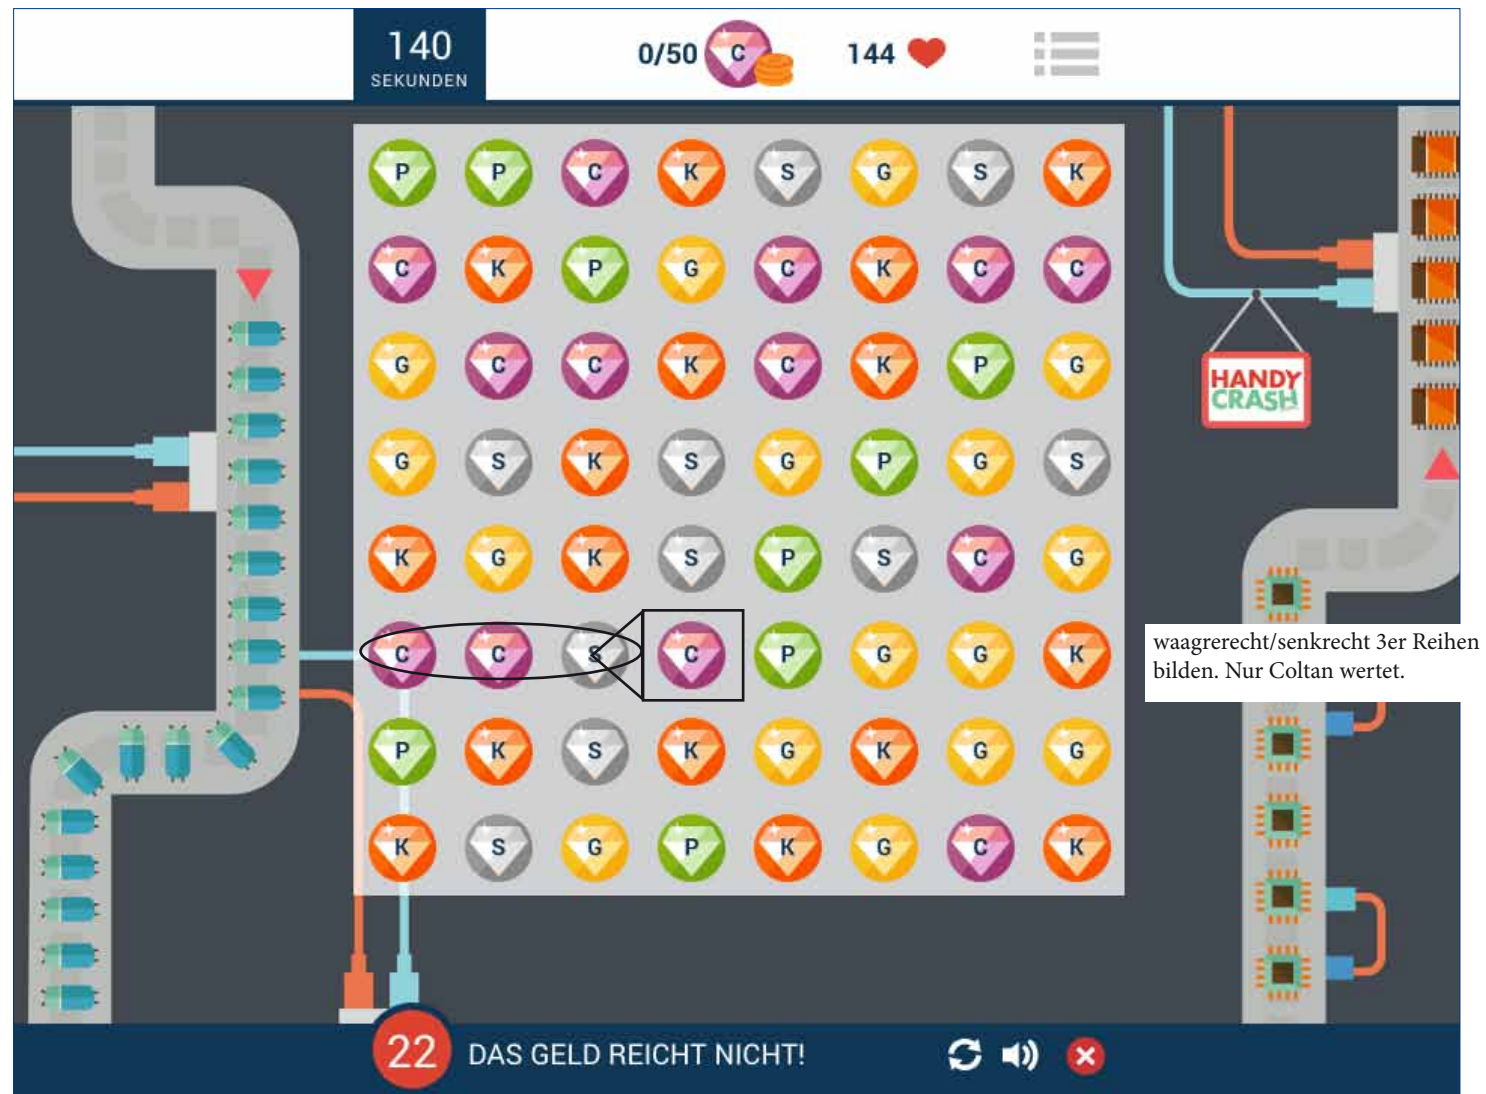 140
SEKUNDEN
0/50 C
144
P P C K S G S K
C K P G C K C C
G C C K C K P G
G S K S G P G S
K G K S P S C G
C C S C P G G K
P K S K G K G G
K S G P K G C K
HANDY
CRASH
waagrerecht/senkrecht 3er Reihen
bilden. Nur Coltan wertet.
22 DAS GELD REICHT NICHT!